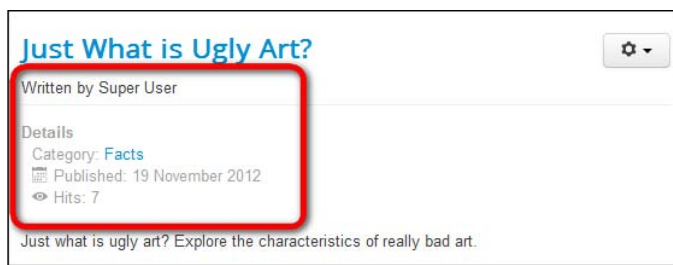 Just What is Ugly Art?
Written by Super User
Details
Category: Facts
Published: 19 November 2012
Hits: 7
Just what is ugly art? Explore the characteristics of really bad art.